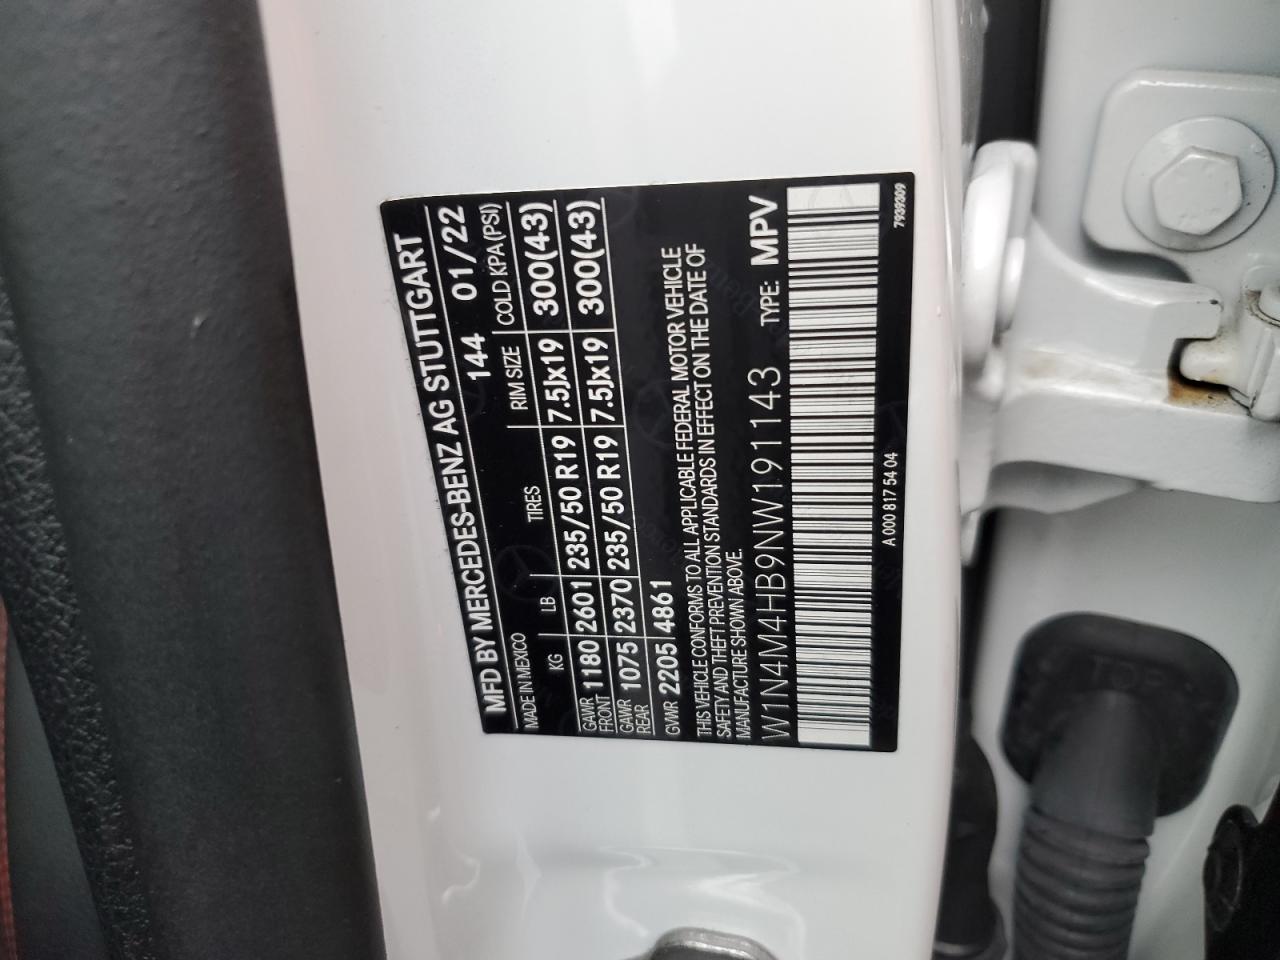 MFD BY MERCEDES-BENZ AG STUTTGART
MADE IN MEXICO 144 01/22
KG LB TIRES RIM SIZE COLD KPA(PSI)
GAWR FRONT 1180 2601 235/50 R19 7.5Jx19 300(43)
GAWR REAR 1075 2370 235/50 R19 7.5Jx19 300(43)
GVWR 2205 4861
THIS VEHICLE CONFORMS TO ALL APPLICABLE FEDERAL MOTOR VEHICLE
SAFETY AND THEFT PREVENTION STANDARDS IN EFFECT ON THE DATE OF
MANUFACTURE SHOWN ABOVE.
W1N4M4HB9NW191143 TYPE: MPV
A 000 817 54 04 7939309
TOP